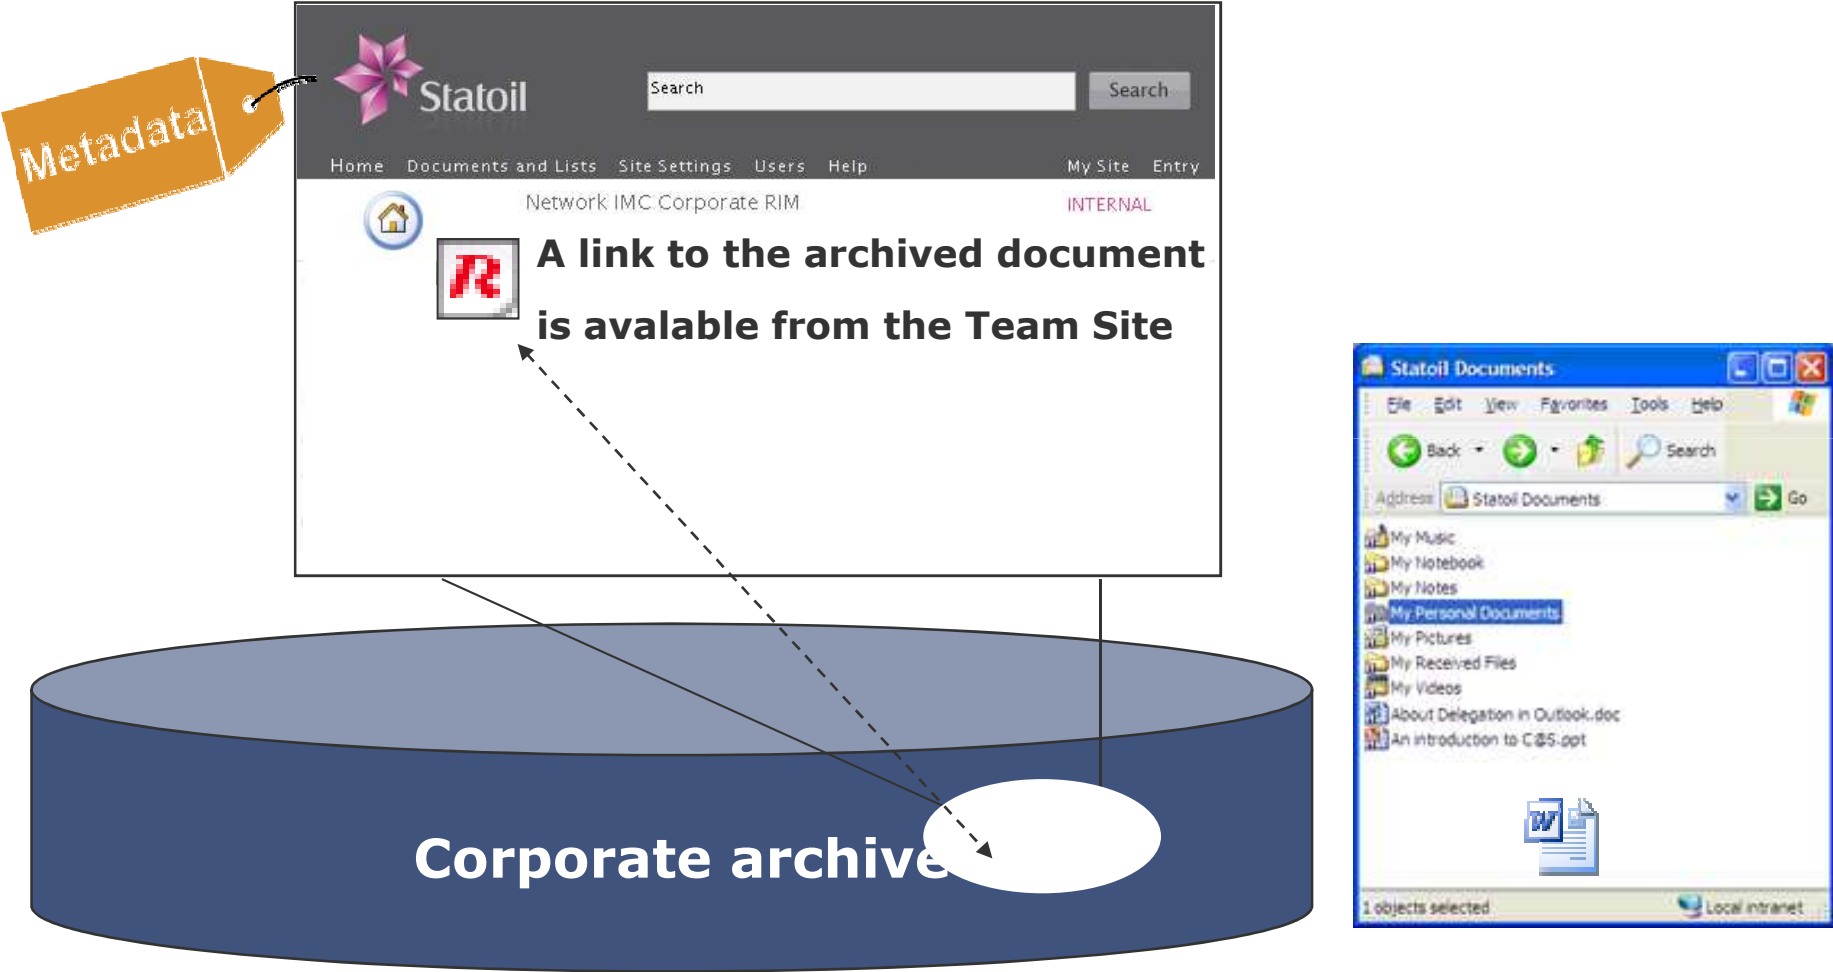 Metadata
Statoil
Search
Search
Home Documents and Lists Site Settings Users Help My Site Entry
Network IMC Corporate RIM INTERNAL
R
A link to the archived document
is avalable from the Team Site
Corporate archive
Statoil Documents
File Edit View Favorites Tools Help
Back Search
Address Statoil Documents Go
My Music
My Notebook
My Notes
My Personal Documents
My Pictures
My Received Files
My Videos
About Delegation in Outlook.doc
An introduction to C@S.ppt
W
1 objects selected Local intranet